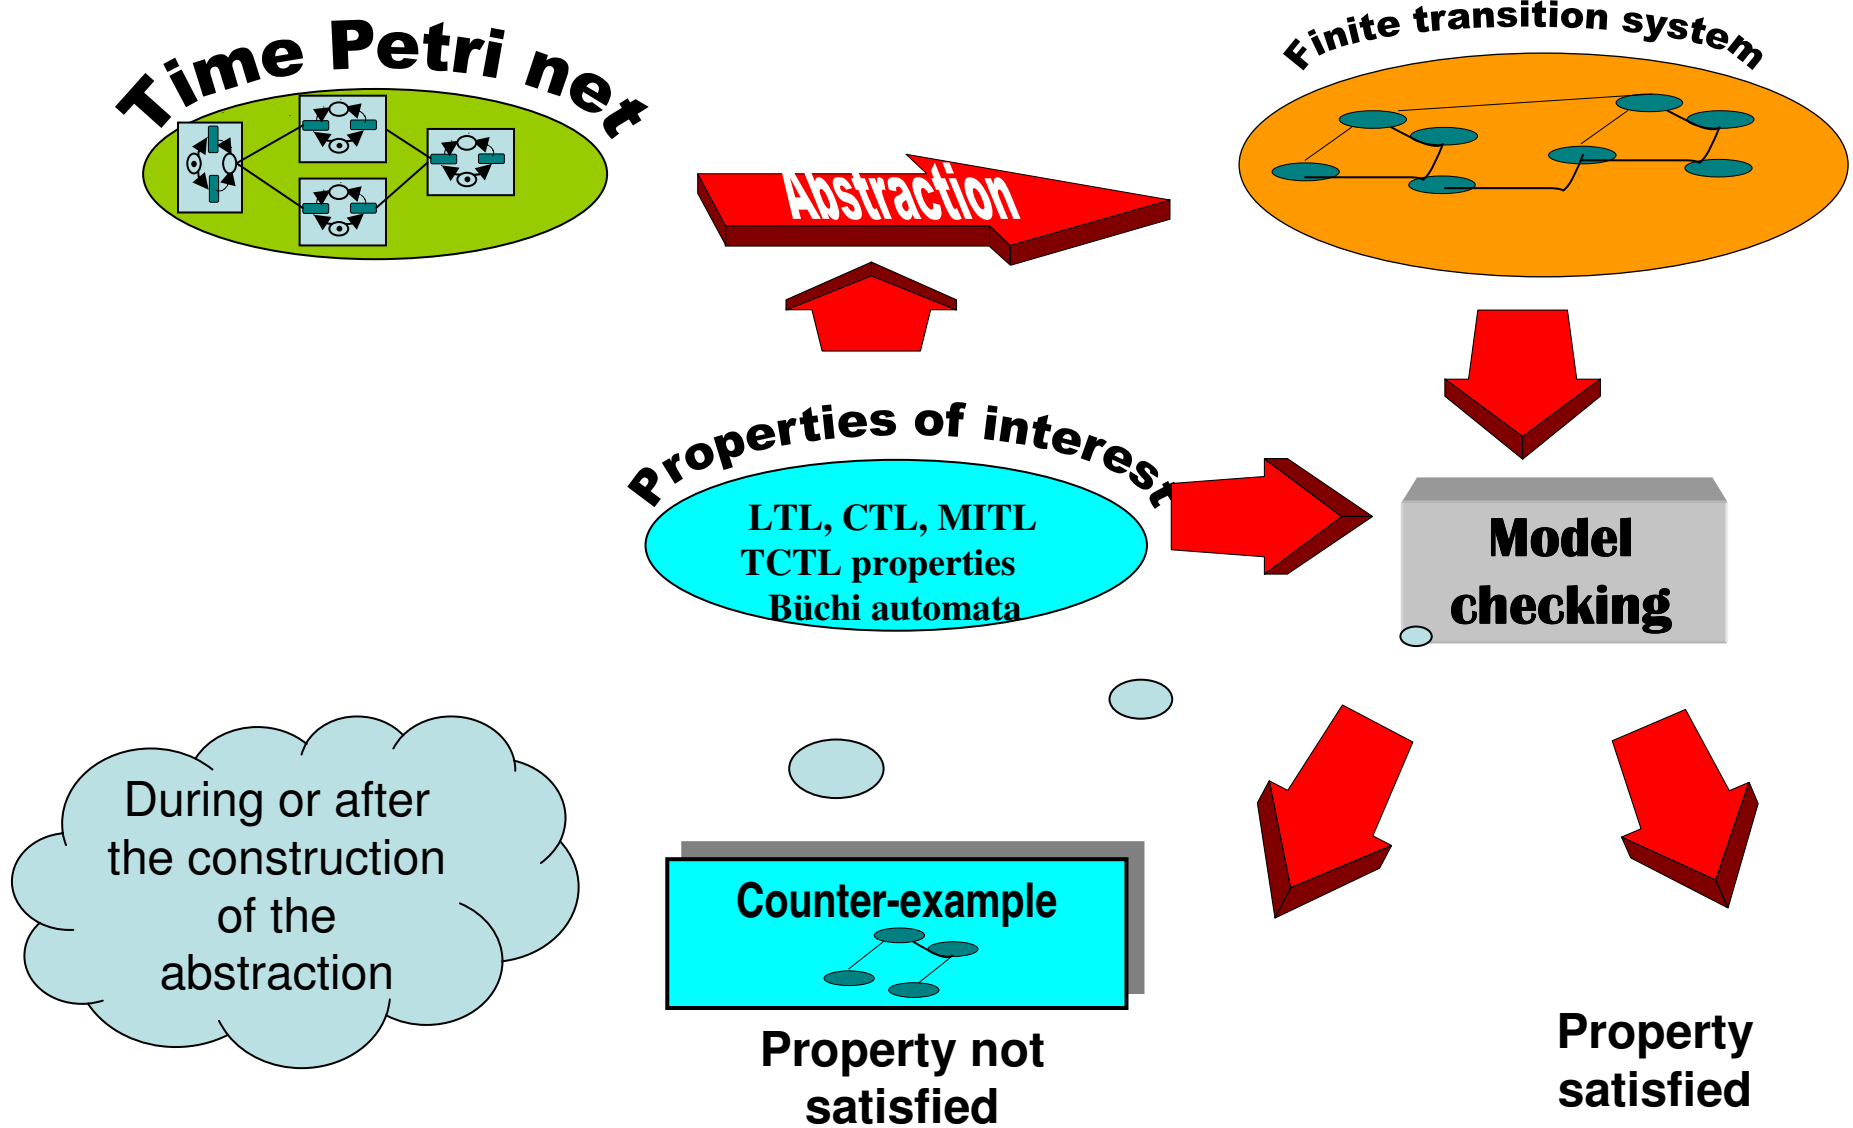 Time Petri net
Finite transition system
Abstraction
Properties of interest
LTL, CTL, MITL
TCTL properties
Büchi automata
Model
checking
During or after
the construction
of the
abstraction
Counter-example
Property not
satisfied
Property
satisfied